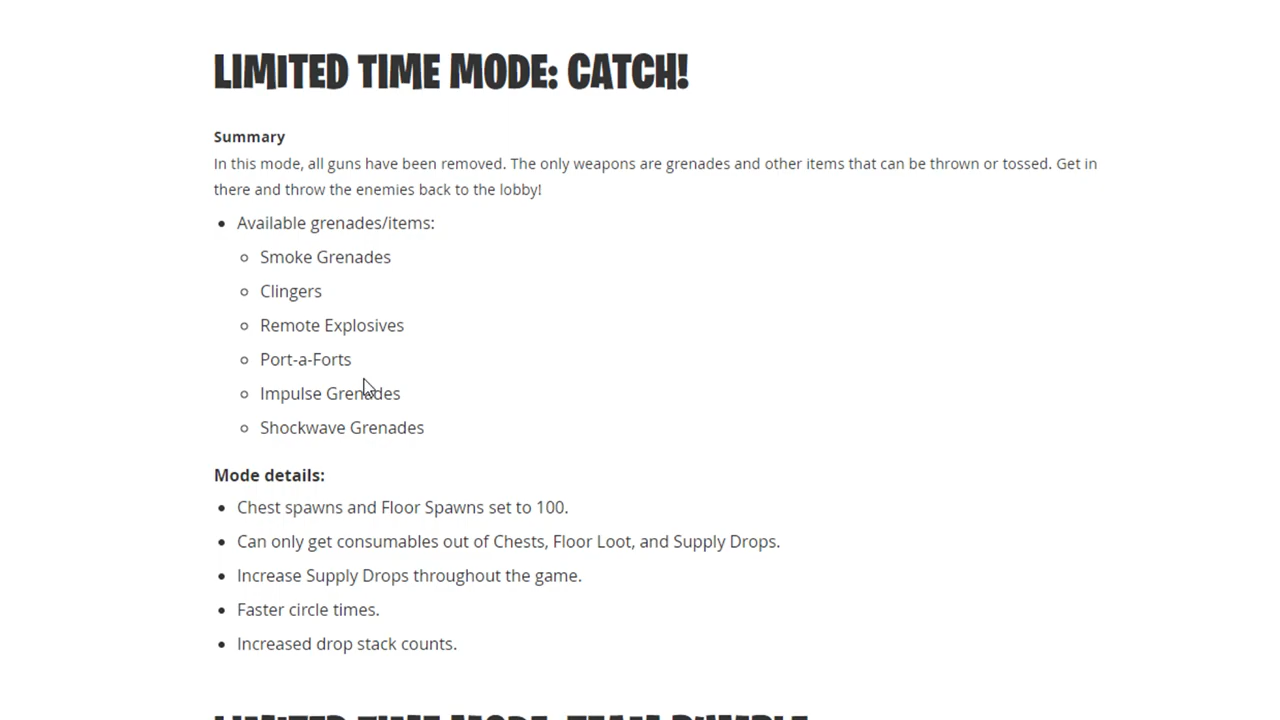 LIMITED TIME MODE: CATCH!
Summary
In this mode, all guns have been removed. The only weapons are grenades and other items that can be thrown or tossed. Get in
there and throw the enemies back to the lobby!
Available grenades/items:
Smoke Grenades
Clingers
Remote Explosives
Port-a-Forts
Impulse Grenades
Shockwave Grenades
Mode details:
Chest spawns and Floor Spawns set to 100.
Can only get consumables out of Chests, Floor Loot, and Supply Drops.
Increase Supply Drops throughout the game.
Faster circle times.
Increased drop stack counts.
LIMITED TIME MODE: TEAM RUMBLE